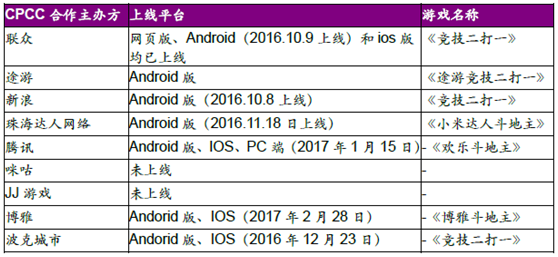 CPCC 合作主办方 上线平台 游戏名称
联众 网页版、Android（2016.10.9 上线）和 ios 版 《竞技二打一》
均已上线
途游 Android 版 《途游竞技二打一》
新浪 Android 版（2016.10.8 上线） 《竞技二打一》
珠海达人网络 Android 版（2016.11.18 日上线） 《小米达人斗地主》
腾讯 Android 版、IOS、PC 端（2017 年 1 月 15 日） -《欢乐斗地主》
咪咕 未上线 -
JJ 游戏 未上线 -
博雅 Andorid 版、IOS（2017 年 2 月 28 日） -《博雅斗地主》
波克城市 Andorid 版、IOS（2016 年 12 月 23 日） -《竞技二打一》